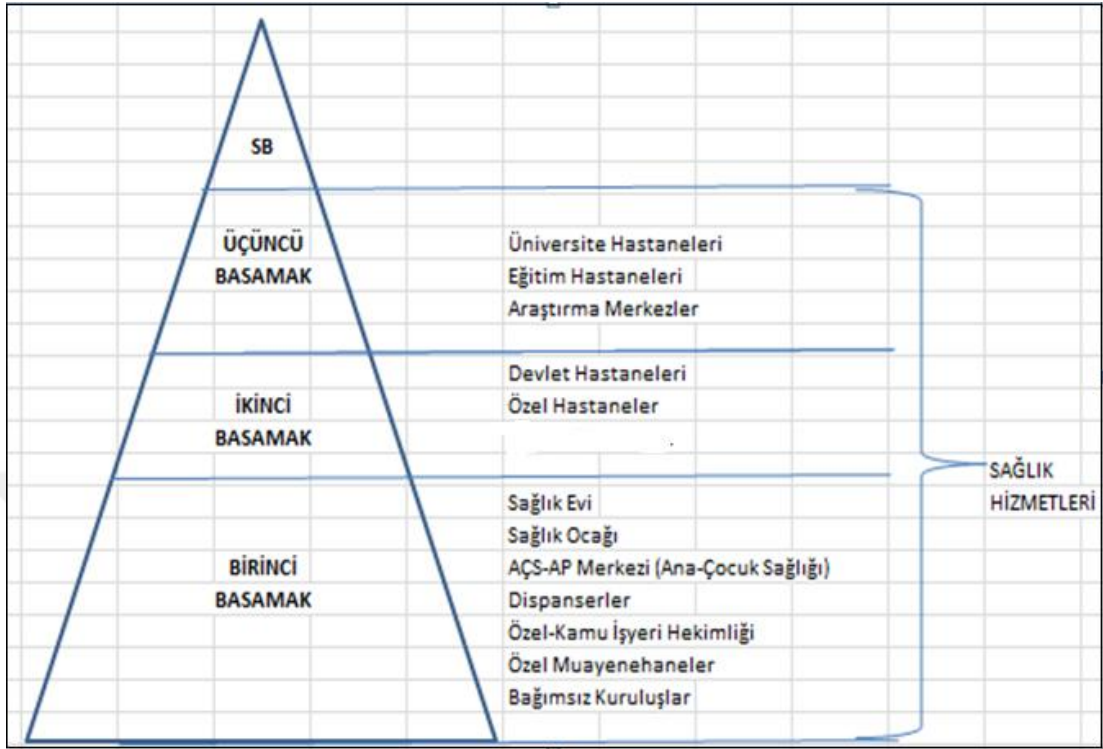 SB
ÜÇÜNCÜ
BASAMAK
Üniversite Hastaneleri
Eğitim Hastaneleri
Araştırma Merkezler
İKİNCİ
BASAMAK
Devlet Hastaneleri
Özel Hastaneler
BİRİNCİ
BASAMAK
Sağlık Evi
Sağlık Ocağı
AÇS-AP Merkezi (Ana-Çocuk Sağlığı)
Dispanserler
Özel-Kamu İşyeri Hekimliği
Özel Muayenehaneler
Bağımsız Kuruluşlar
SAĞLIK
HİZMETLERİ